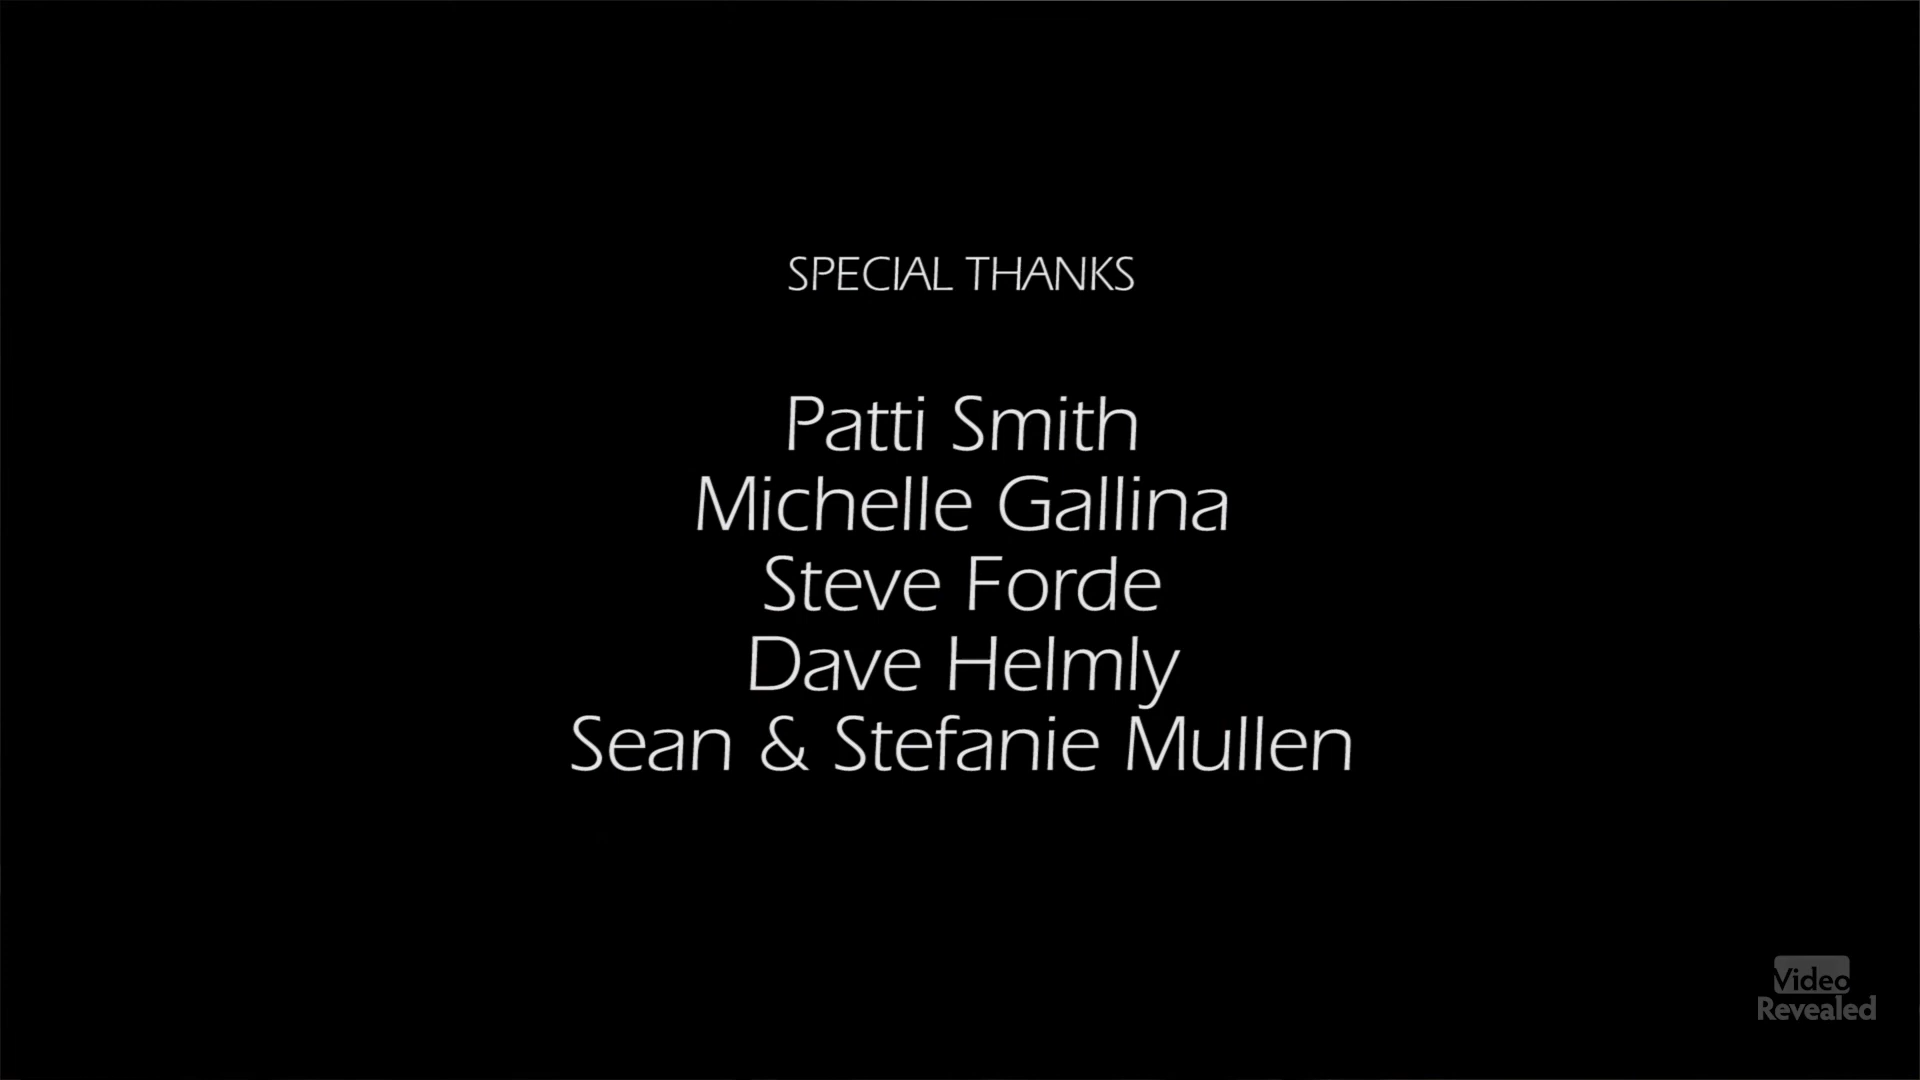 SPECIAL THANKS
Patti Smith
Michelle Gallina
Steve Forde
Dave Helmly
Sean & Stefanie Mullen
Video
Revealed